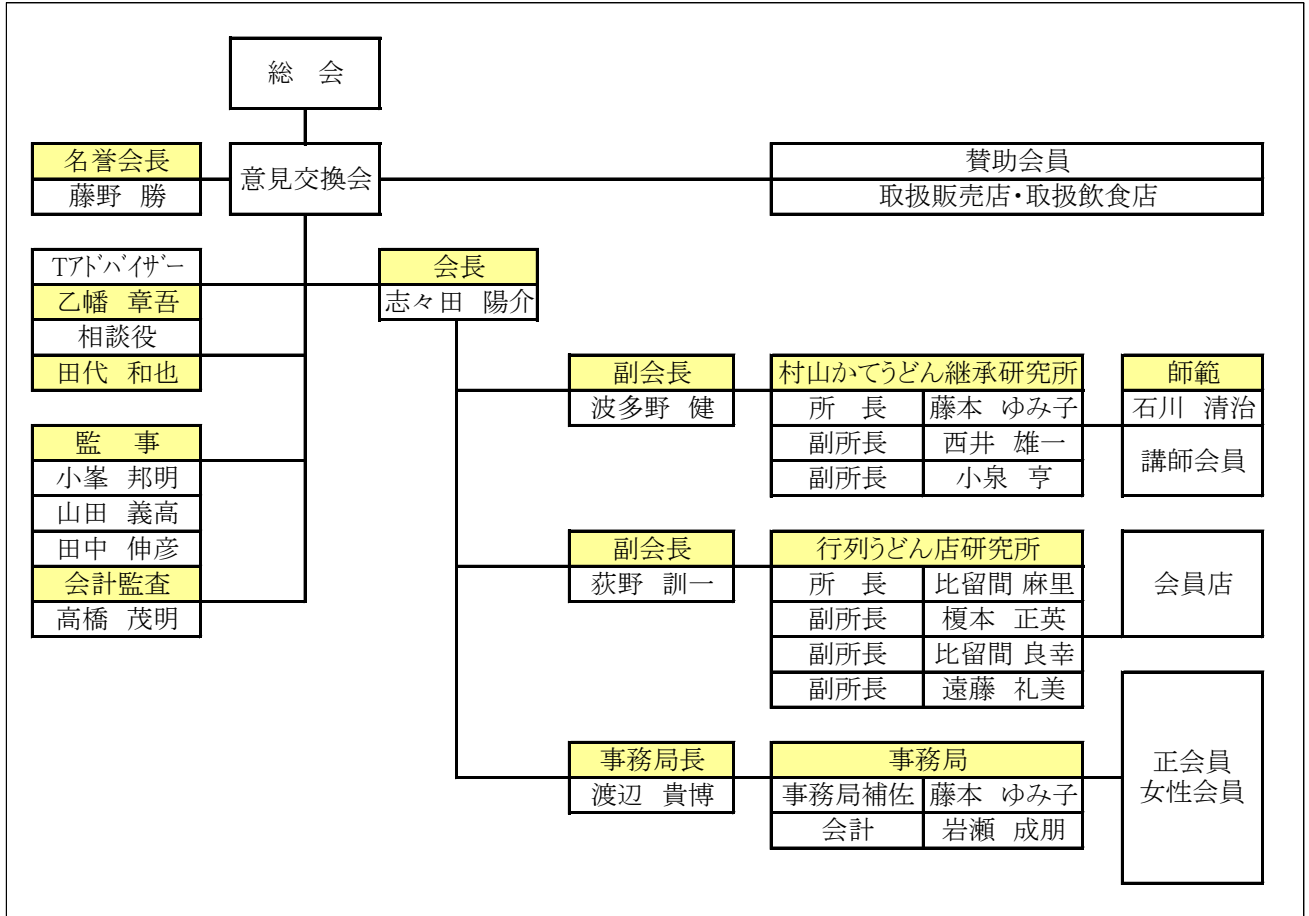 総 会
名誉会長
藤野 勝
意見交換会
賛助会員
取扱販売店・取扱飲食店
Tｱﾄﾞﾊﾞｲｻﾞｰ
乙幡 章吾
相談役
田代 和也
会長
志々田 陽介
監 事
小峯 邦明
山田 義高
田中 伸彦
会計監査
高橋 茂明
副会長
波多野 健
村山かてうどん継承研究所
所 長 藤本 ゆみ子
副所長 西井 雄一
副所長 小泉 亨
師範
石川 清治
講師会員
副会長
荻野 訓一
行列うどん店研究所
所 長 比留間 麻里
副所長 榎本 正英
副所長 比留間 良幸
副所長 遠藤 礼美
会員店
事務局長
渡辺 貴博
事務局
事務局補佐 藤本 ゆみ子
会計 岩瀬 成朋
正会員
女性会員